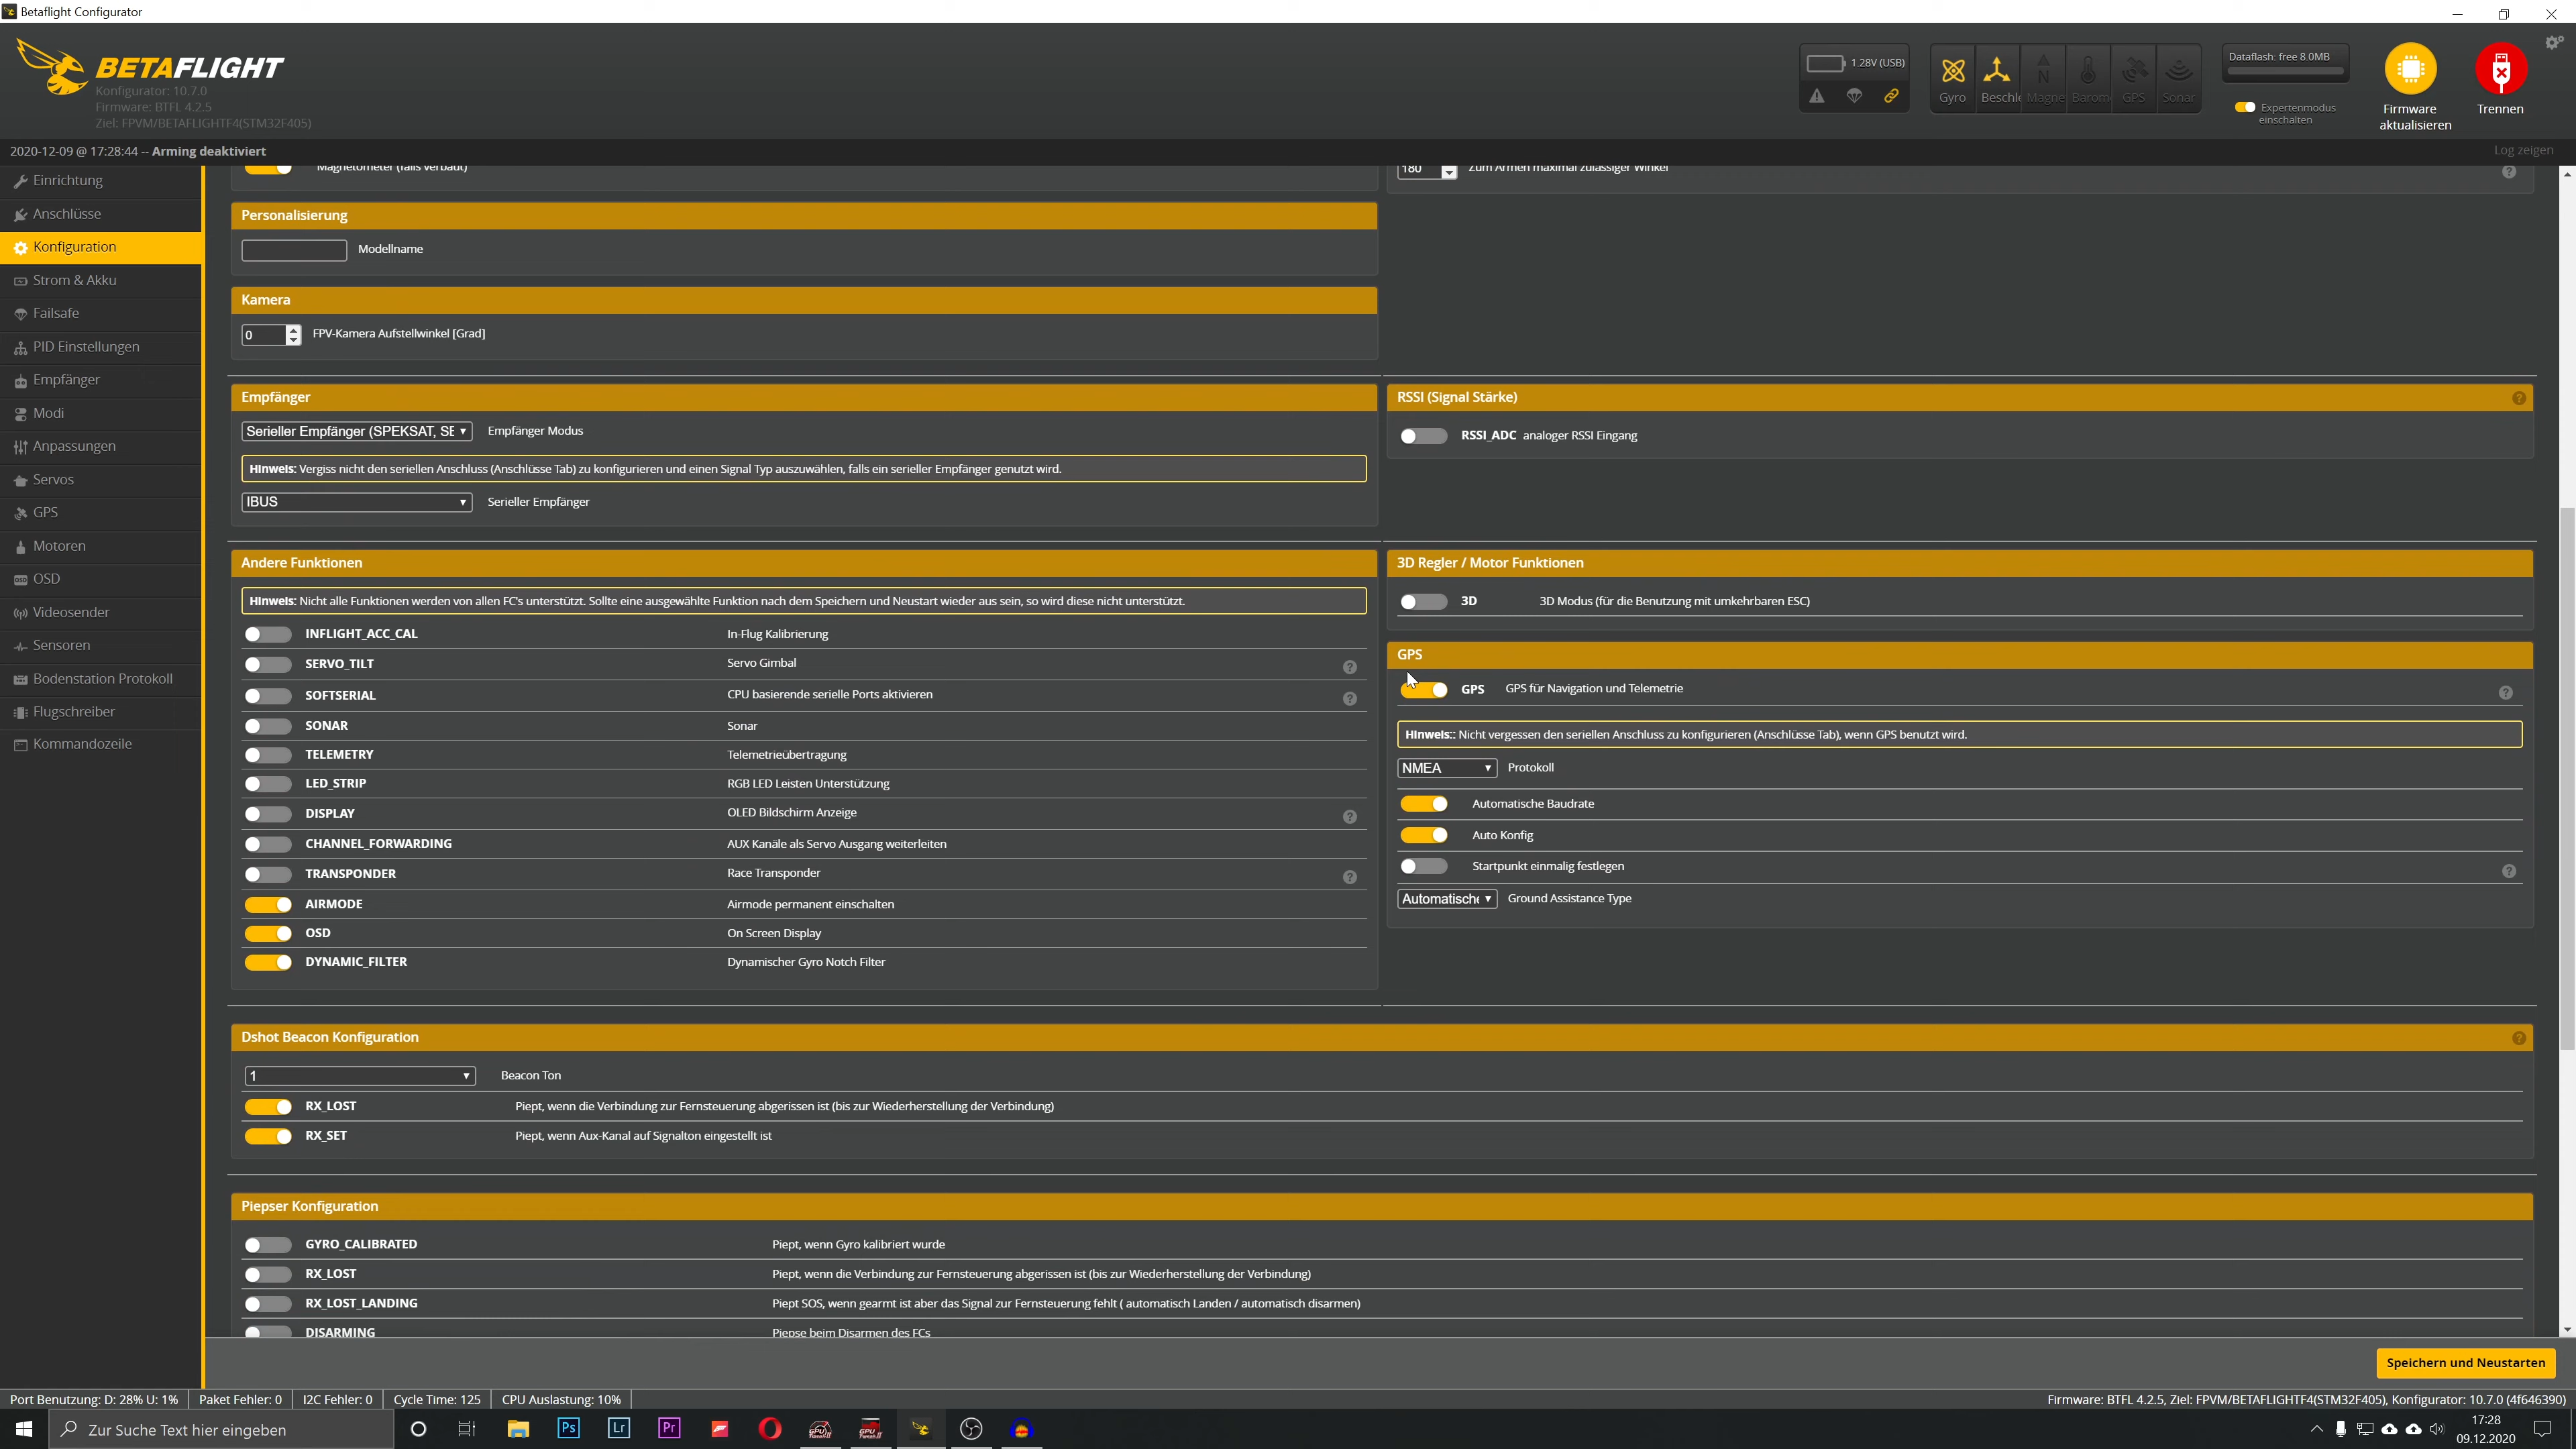 Betaflight Configurator
BETAFLIGHT
Konfigurator: 10.7.0
Firmware: BTFL 4.2.5
Ziel: FPVM/BETAFLIGHTF4(STM32F405)
1.28V (USB)
Gyro
Beschle
Magne
Barom
GPS
Sonar
Dataflash: free 8.0MB
Expertenmodus
einschalten
Firmware
aktualisieren
Trennen
2020-12-09 @ 17:28:44 -- Arming deaktiviert
Log zeigen
Einrichtung
Anschlüsse
Konfiguration
Strom & Akku
Failsafe
PID Einstellungen
Empfänger
Modi
Anpassungen
Servos
GPS
Motoren
OSD
Videosender
Sensoren
Bodenstation Protokoll
Flugschreiber
Kommandozeile
Magnetometer (falls verbaut)
180 Zum Armen maximal zulässiger Winkel
Personalisierung
Modellname
Kamera
0 FPV-Kamera Aufstellwinkel [Grad]
Empfänger
Serieller Empfänger (SPEKSAT, SE Empfänger Modus
Hinweis: Vergiss nicht den seriellen Anschluss (Anschlüsse Tab) zu konfigurieren und einen Signal Typ auszuwählen, falls ein serieller Empfänger genutzt wird.
IBUS Serieller Empfänger
RSSI (Signal Stärke)
RSSI_ADC analoger RSSI Eingang
Andere Funktionen
Hinweis: Nicht alle Funktionen werden von allen FC's unterstützt. Sollte eine ausgewählte Funktion nach dem Speichern und Neustart wieder aus sein, so wird diese nicht unterstützt.
INFLIGHT_ACC_CAL In-Flug Kalibrierung
SERVO_TILT Servo Gimbal
SOFTSERIAL CPU basierende serielle Ports aktivieren
SONAR Sonar
TELEMETRY Telemetrieübertragung
LED_STRIP RGB LED Leisten Unterstützung
DISPLAY OLED Bildschirm Anzeige
CHANNEL_FORWARDING AUX Kanäle als Servo Ausgang weiterleiten
TRANSPONDER Race Transponder
AIRMODE Airmode permanent einschalten
OSD On Screen Display
DYNAMIC_FILTER Dynamischer Gyro Notch Filter
3D Regler / Motor Funktionen
3D 3D Modus (für die Benutzung mit umkehrbaren ESC)
GPS
GPS GPS für Navigation und Telemetrie
Hinweis:: Nicht vergessen den seriellen Anschluss zu konfigurieren (Anschlüsse Tab), wenn GPS benutzt wird.
NMEA Protokoll
Automatische Baudrate
Auto Konfig
Startpunkt einmalig festlegen
Automatische Ground Assistance Type
Dshot Beacon Konfiguration
1 Beacon Ton
RX_LOST Piept, wenn die Verbindung zur Fernsteuerung abgerissen ist (bis zur Wiederherstellung der Verbindung)
RX_SET Piept, wenn Aux-Kanal auf Signalton eingestellt ist
Piepser Konfiguration
GYRO_CALIBRATED Piept, wenn Gyro kalibriert wurde
RX_LOST Piept, wenn die Verbindung zur Fernsteuerung abgerissen ist (bis zur Wiederherstellung der Verbindung)
RX_LOST_LANDING Piept SOS, wenn gearmt ist aber das Signal zur Fernsteuerung fehlt ( automatisch Landen / automatisch disarmen)
DISARMING Piepse beim Disarmen des FCs
Speichern und Neustarten
Port Benutzung: D: 28% U: 1% Paket Fehler: 0 I2C Fehler: 0 Cycle Time: 125 CPU Auslastung: 10%
Firmware: BTFL 4.2.5, Ziel: FPVM/BETAFLIGHTF4(STM32F405), Konfigurator: 10.7.0 (4f646390)
Zur Suche Text hier eingeben
Ps
Lr
Pr
17:28
09.12.2020